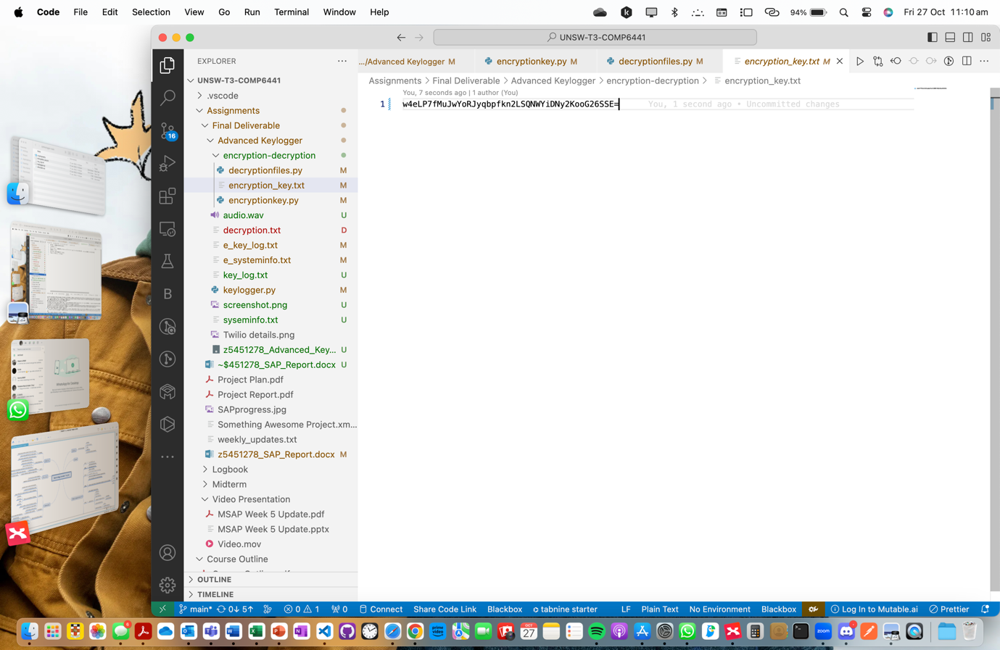 Code File Edit Selection View Go Run Terminal Window Help
94% Fri 27 Oct 11:10 am
UNSW-T3-COMP6441
EXPLORER
.../Advanced Keylogger M
encryptionkey.py M
decryptionfiles.py M
encryption_key.txt M
Assignments > Final Deliverable > Advanced Keylogger > encryption-decryption > encryption_key.txt
You, 7 seconds ago | 1 author (You)
1 w4eLP7fMuJwYoRJyqbpfkn2LSQNWYiDNy2KooG26SSE= You, 1 second ago • Uncommitted changes
UNSW-T3-COMP6441
.vscode
Assignments
Final Deliverable
Advanced Keylogger
encryption-decryption
decryptionfiles.py M
encryption_key.txt M
encryptionkey.py M
audio.wav U
decryption.txt D
e_key_log.txt M
e_systeminfo.txt M
key_log.txt U
keylogger.py M
screenshot.png U
syseminfo.txt U
Twilio details.png
z5451278_Advanced_Key... U
~$451278_SAP_Report.docx U
Project Plan.pdf
Project Report.pdf
SAPprogress.jpg
Something Awesome Project.xm...
weekly_updates.txt
z5451278_SAP_Report.docx M
Logbook
Midterm
Video Presentation
MSAP Week 5 Update.pdf
MSAP Week 5 Update.pptx
Video.mov
Course Outline
OUTLINE
TIMELINE
16
B
main* 0↓ 5↑ 0 1 0 Connect Share Code Link Blackbox tabnine starter LF Plain Text No Environment Blackbox Log In to Mutable.ai Prettier
6
OCT
27
prime video
zoom